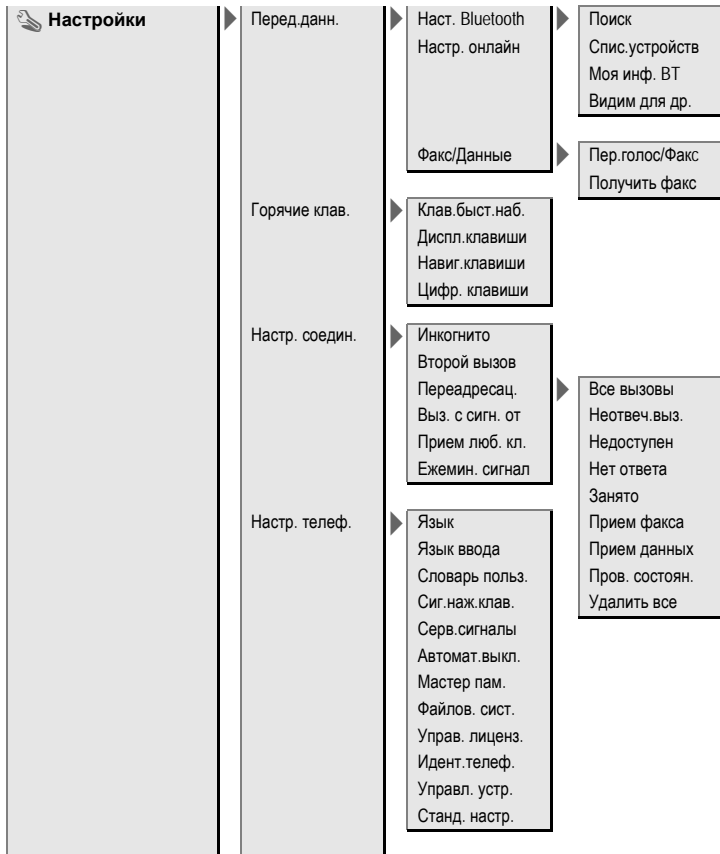 Настройки
Перед.данн.
Наст. Bluetooth
Поиск
Настр. онлайн
Спис.устройств
Моя инф. BT
Видим для др.
Факс/Данные
Пер.голос/Факс
Получить факс
Горячие клав.
Клав.быст.наб.
Диспл.клавиши
Навиг.клавиши
Цифр. клавиши
Настр. соедин.
Инкогнито
Второй вызов
Переадресац.
Все вызовы
Выз. с сигн. от
Неотвеч.выз.
Прием люб. кл.
Недоступен
Ежемин. сигнал
Нет ответа
Занято
Настр. телеф.
Язык
Прием факса
Язык ввода
Прием данных
Словарь польз.
Пров. состоян.
Сиг.наж.клав.
Удалить все
Серв.сигналы
Автомат.выкл.
Мастер пам.
Файлов. сист.
Управ. лиценз.
Идент.телеф.
Управл. устр.
Станд. настр.